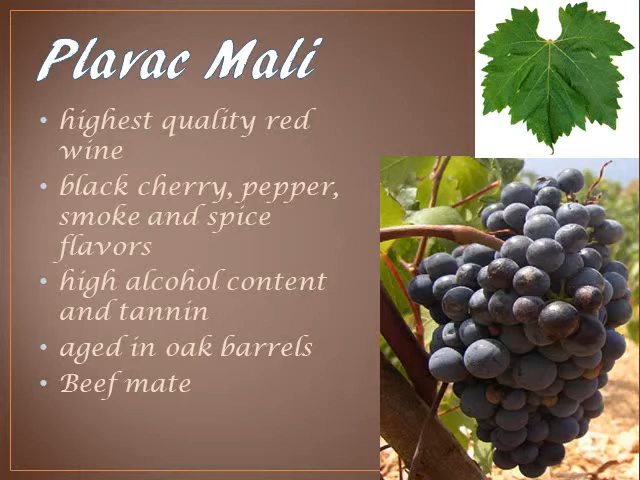 Plavac Mali
• highest quality red
wine
• black cherry, pepper,
smoke and spice
flavors
• high alcohol content
and tannin
• aged in oak barrels
• Beef mate